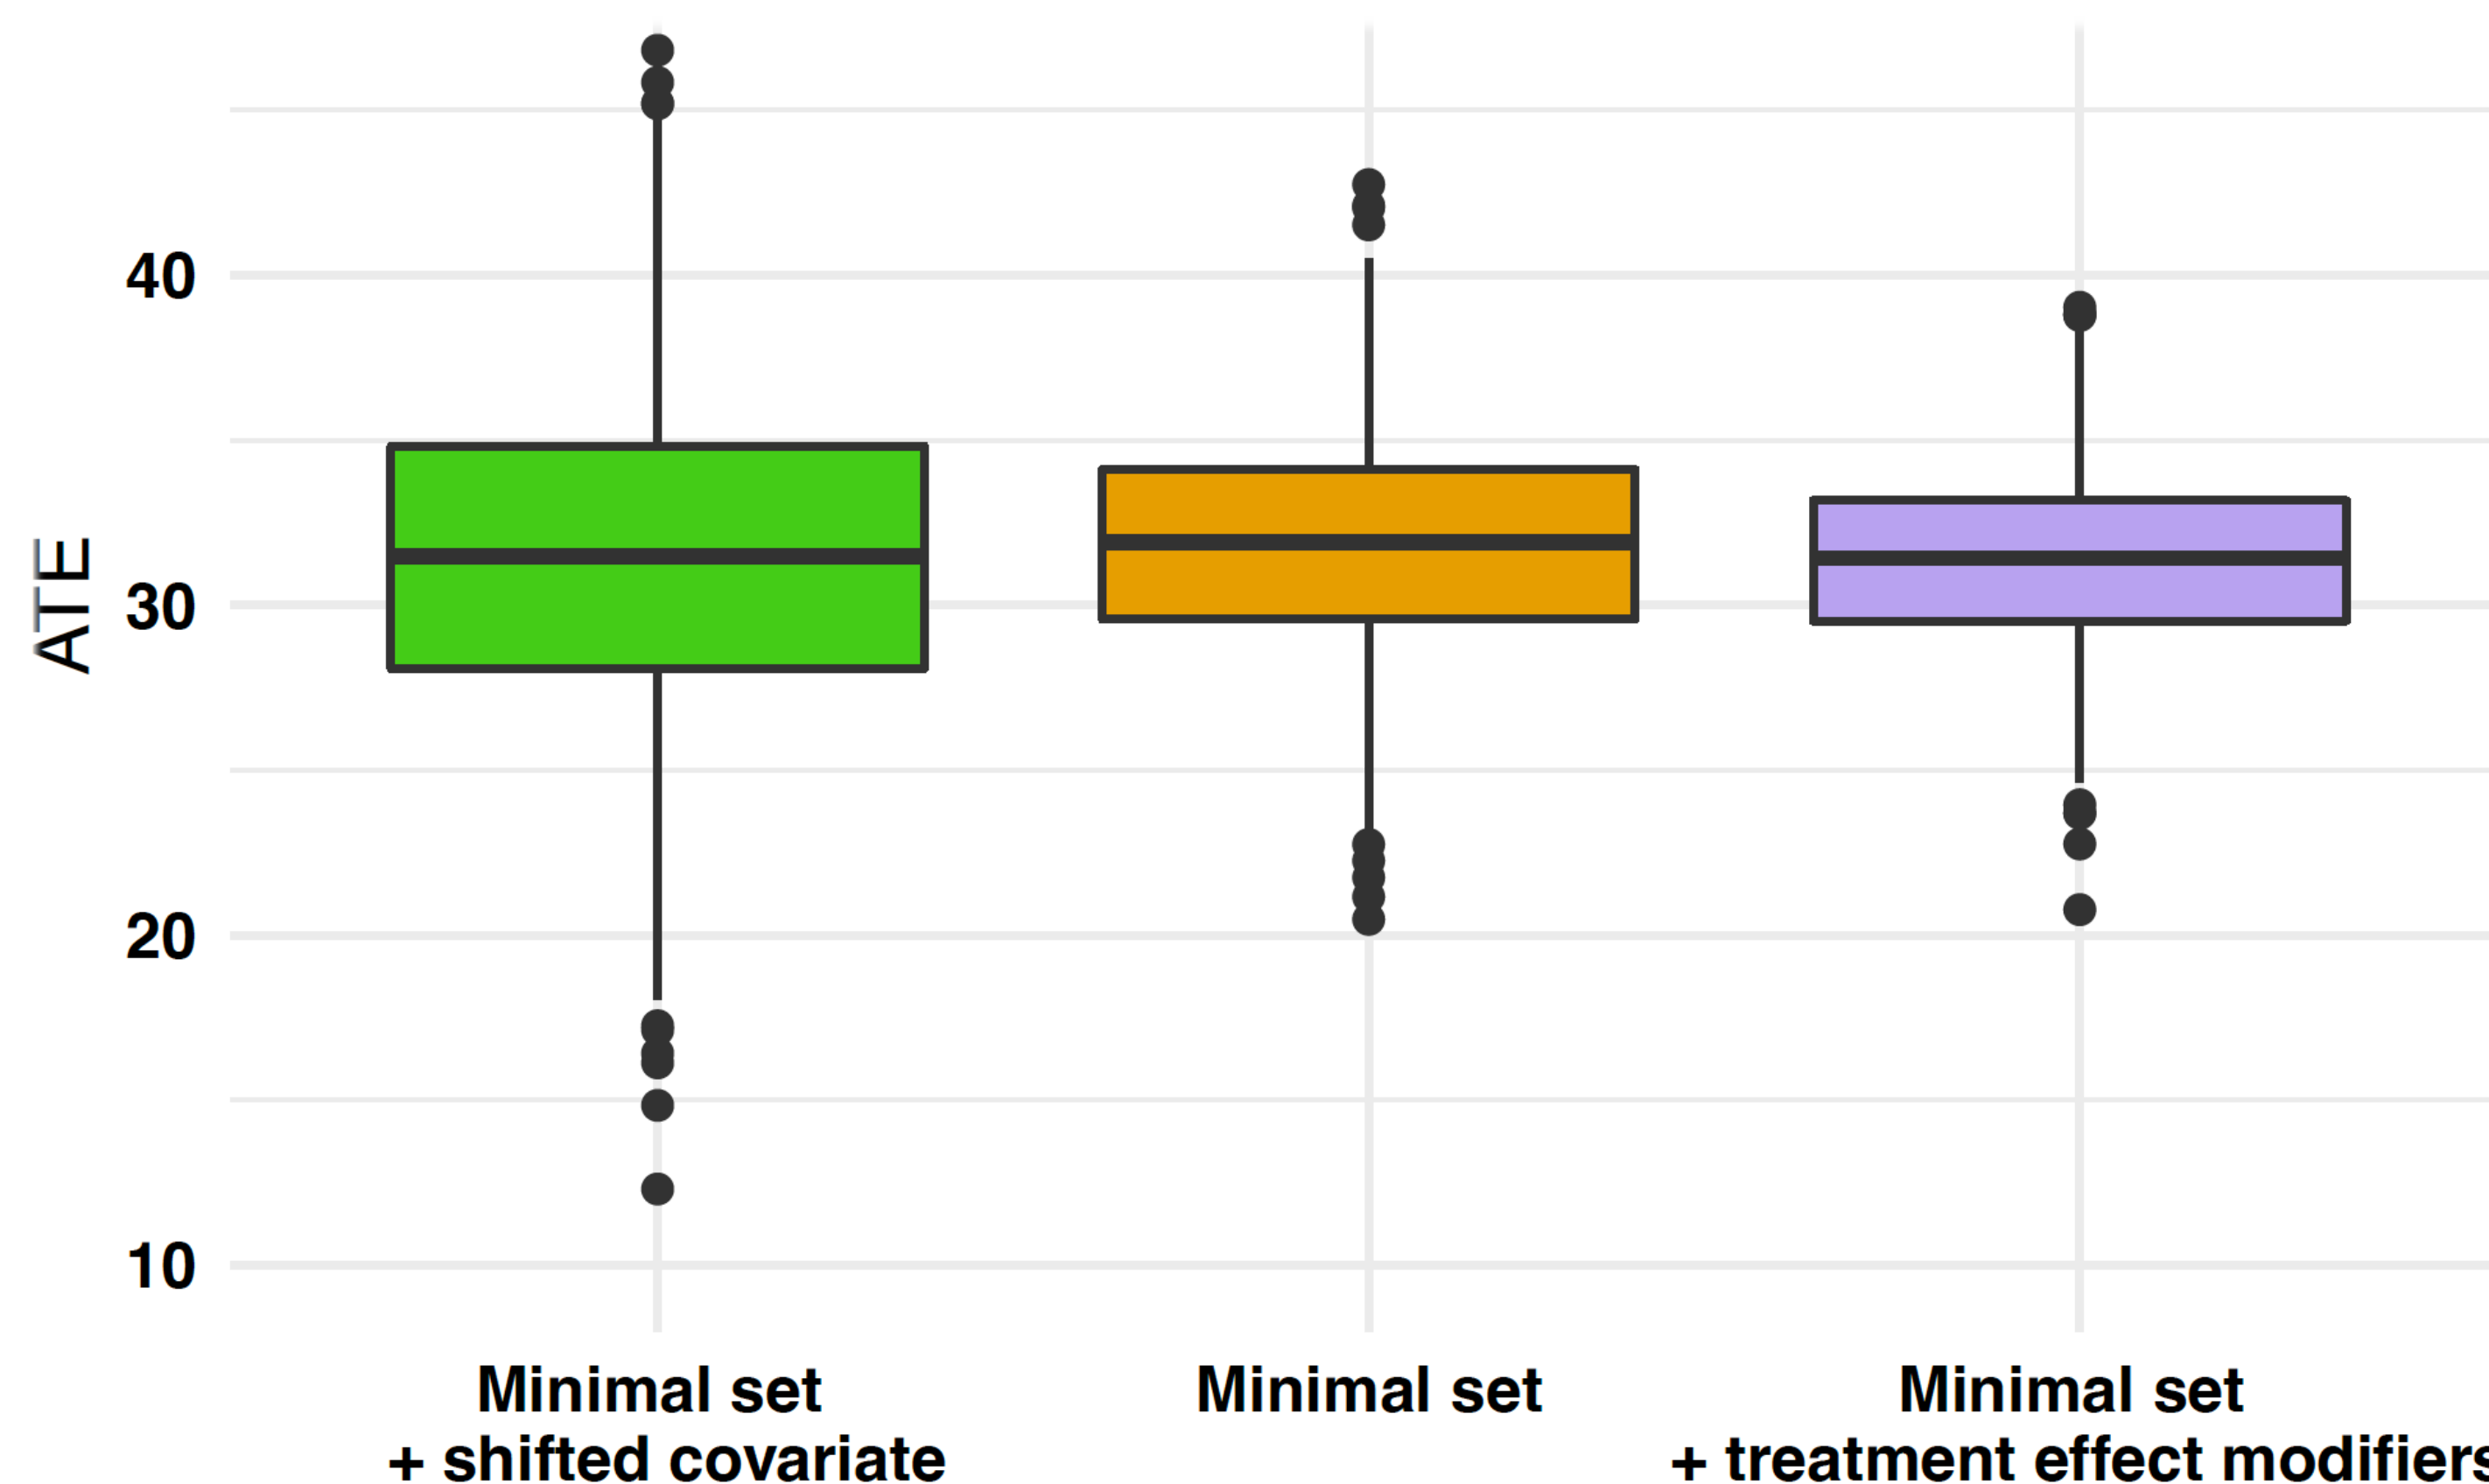 ATE
40
30
20
10
Minimal set
+ shifted covariate
Minimal set
Minimal set
+ treatment effect modifiers